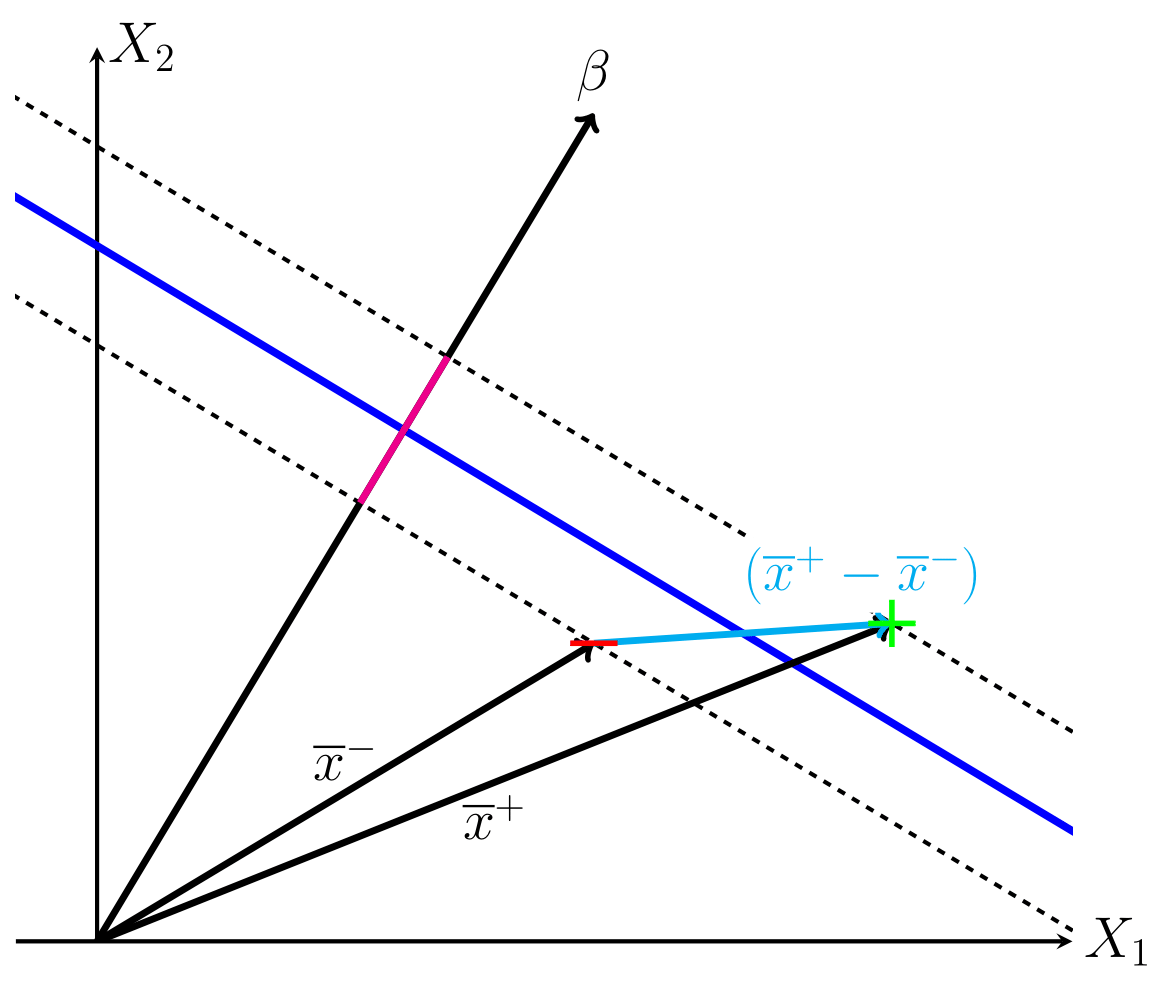 X₂
β
(x̅⁺ − x̅⁻)
x̅⁻
x̅⁺
X₁